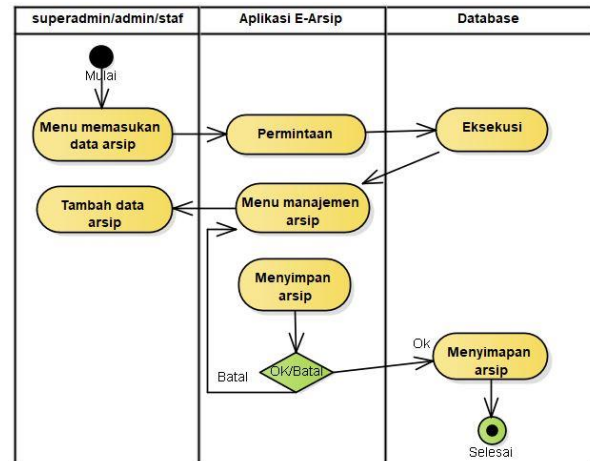 superadmin/admin/staf
Aplikasi E-Arsip
Database
Mulai
Menu memasukan
data arsip
Permintaan
Eksekusi
Tambah data
arsip
Menu manajemen
arsip
Menyimpan
arsip
OK/Batal
Batal
Ok
Menyimapan
arsip
Selesai